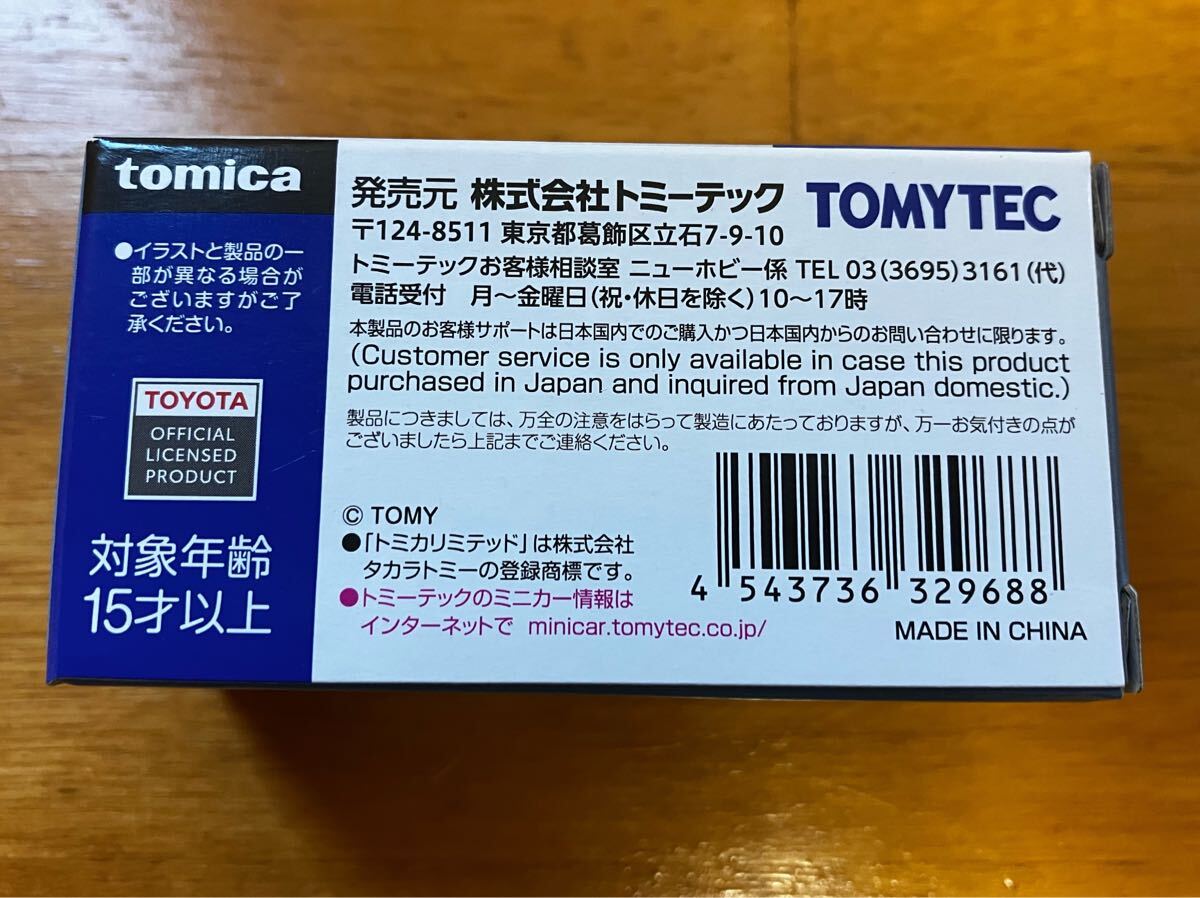 tomica
●イラストと製品の一
部が異なる場合が
ございますがご了
承ください。
TOYOTA
OFFICIAL
LICENSED
PRODUCT
対象年齢
15才以上
発売元 株式会社トミーテック TOMYTEC
〒124-8511 東京都葛飾区立石7-9-10
トミーテックお客様相談室 ニューホビー係 TEL 03(3695)3161(代)
電話受付 月〜金曜日(祝・休日を除く)10〜17時
本製品のお客様サポートは日本国内でのご購入かつ日本国内からのお問い合わせに限ります。
(Customer service is only available in case this product
purchased in Japan and inquired from Japan domestic.)
製品につきましては、万全の注意をはらって製造にあたっておりますが、万一お気付きの点が
ございましたら上記までご連絡ください。
© TOMY
●「トミカリミテッド」は株式会社
タカラトミーの登録商標です。
●トミーテックのミニカー情報は
インターネットで minicar.tomytec.co.jp/
4 543736 329688
MADE IN CHINA